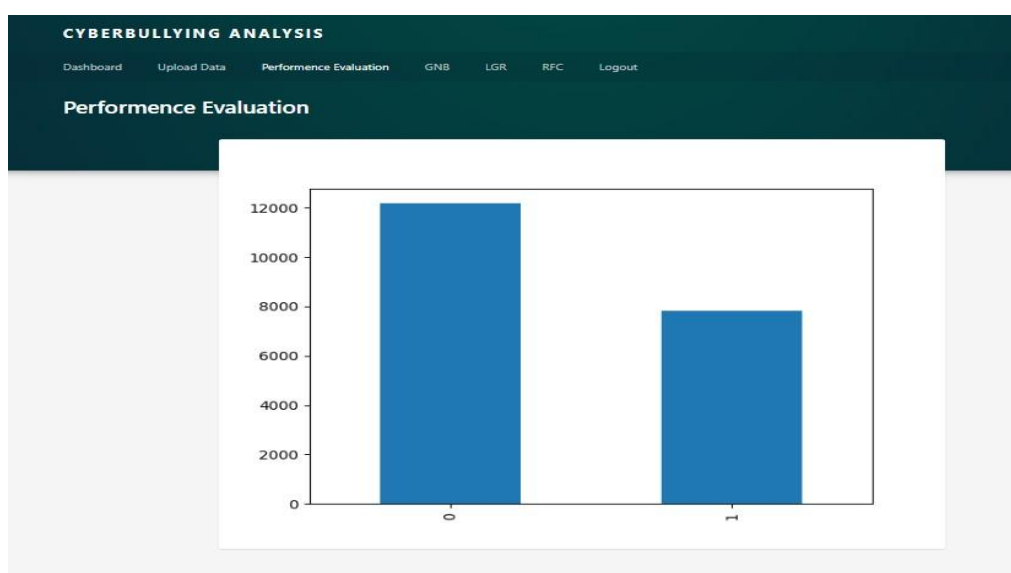 CYBERBULLYING ANALYSIS
Dashboard Upload Data Performence Evaluation GNB LGR RFC Logout
Performence Evaluation
12000
10000
8000
6000
4000
2000
0
0 1